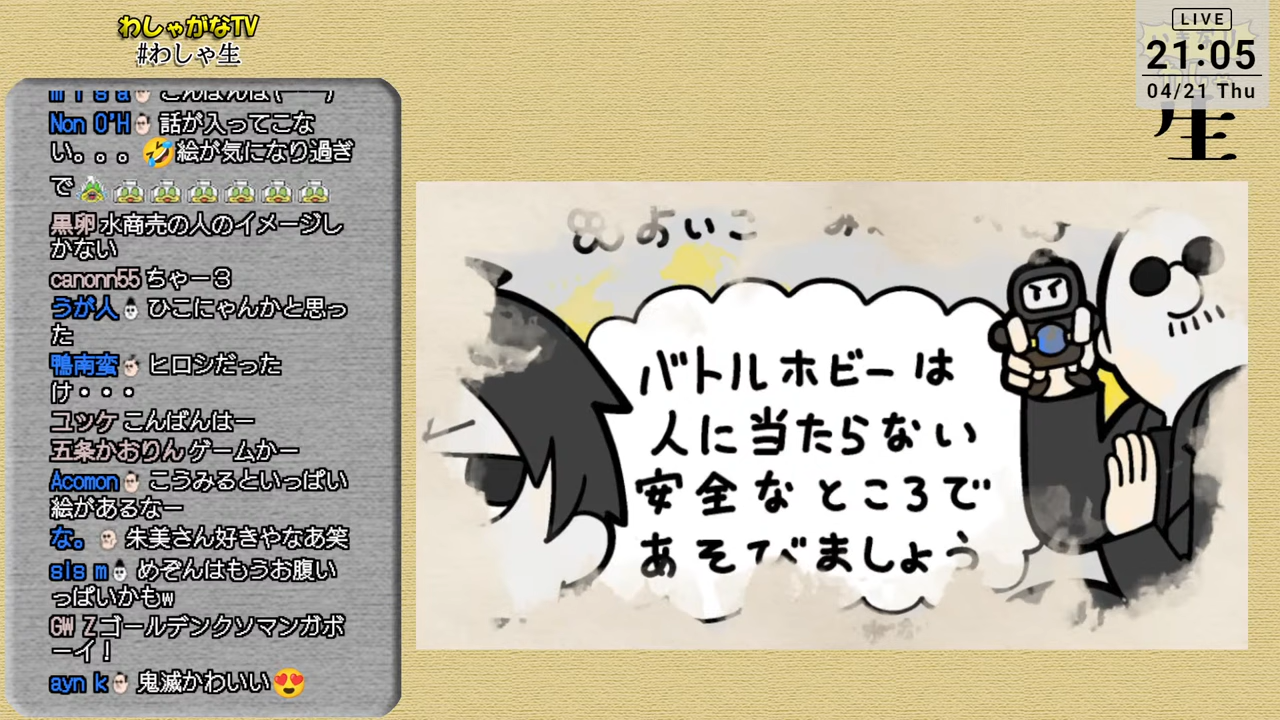 わしゃがなTV
#わしゃ生
LIVE
21:05
04/21 Thu
生
Non O'H 話が入ってこな
い。。。🤣絵が気になり過ぎ
で
黒卵 水商売の人のイメージし
かない
canonn55 ちゃー３
うが人 ひこにゃんかと思っ
た
鴨南蛮 ヒロシだった
け・・・
ユッケ こんばんはー
五条かおりん ゲームかー
Acomon こうみるといっぱい
絵があるなー
な。 朱美さん好きやなあ笑
sls m めぞんはもうお腹い
っぱいかもw
GW Z ゴールデンクソマンガボ
ーイ！
ayn k 鬼滅かわいい😍
よいこ
バトルホビーは
人に当たらない
安全なところで
あそびましょう